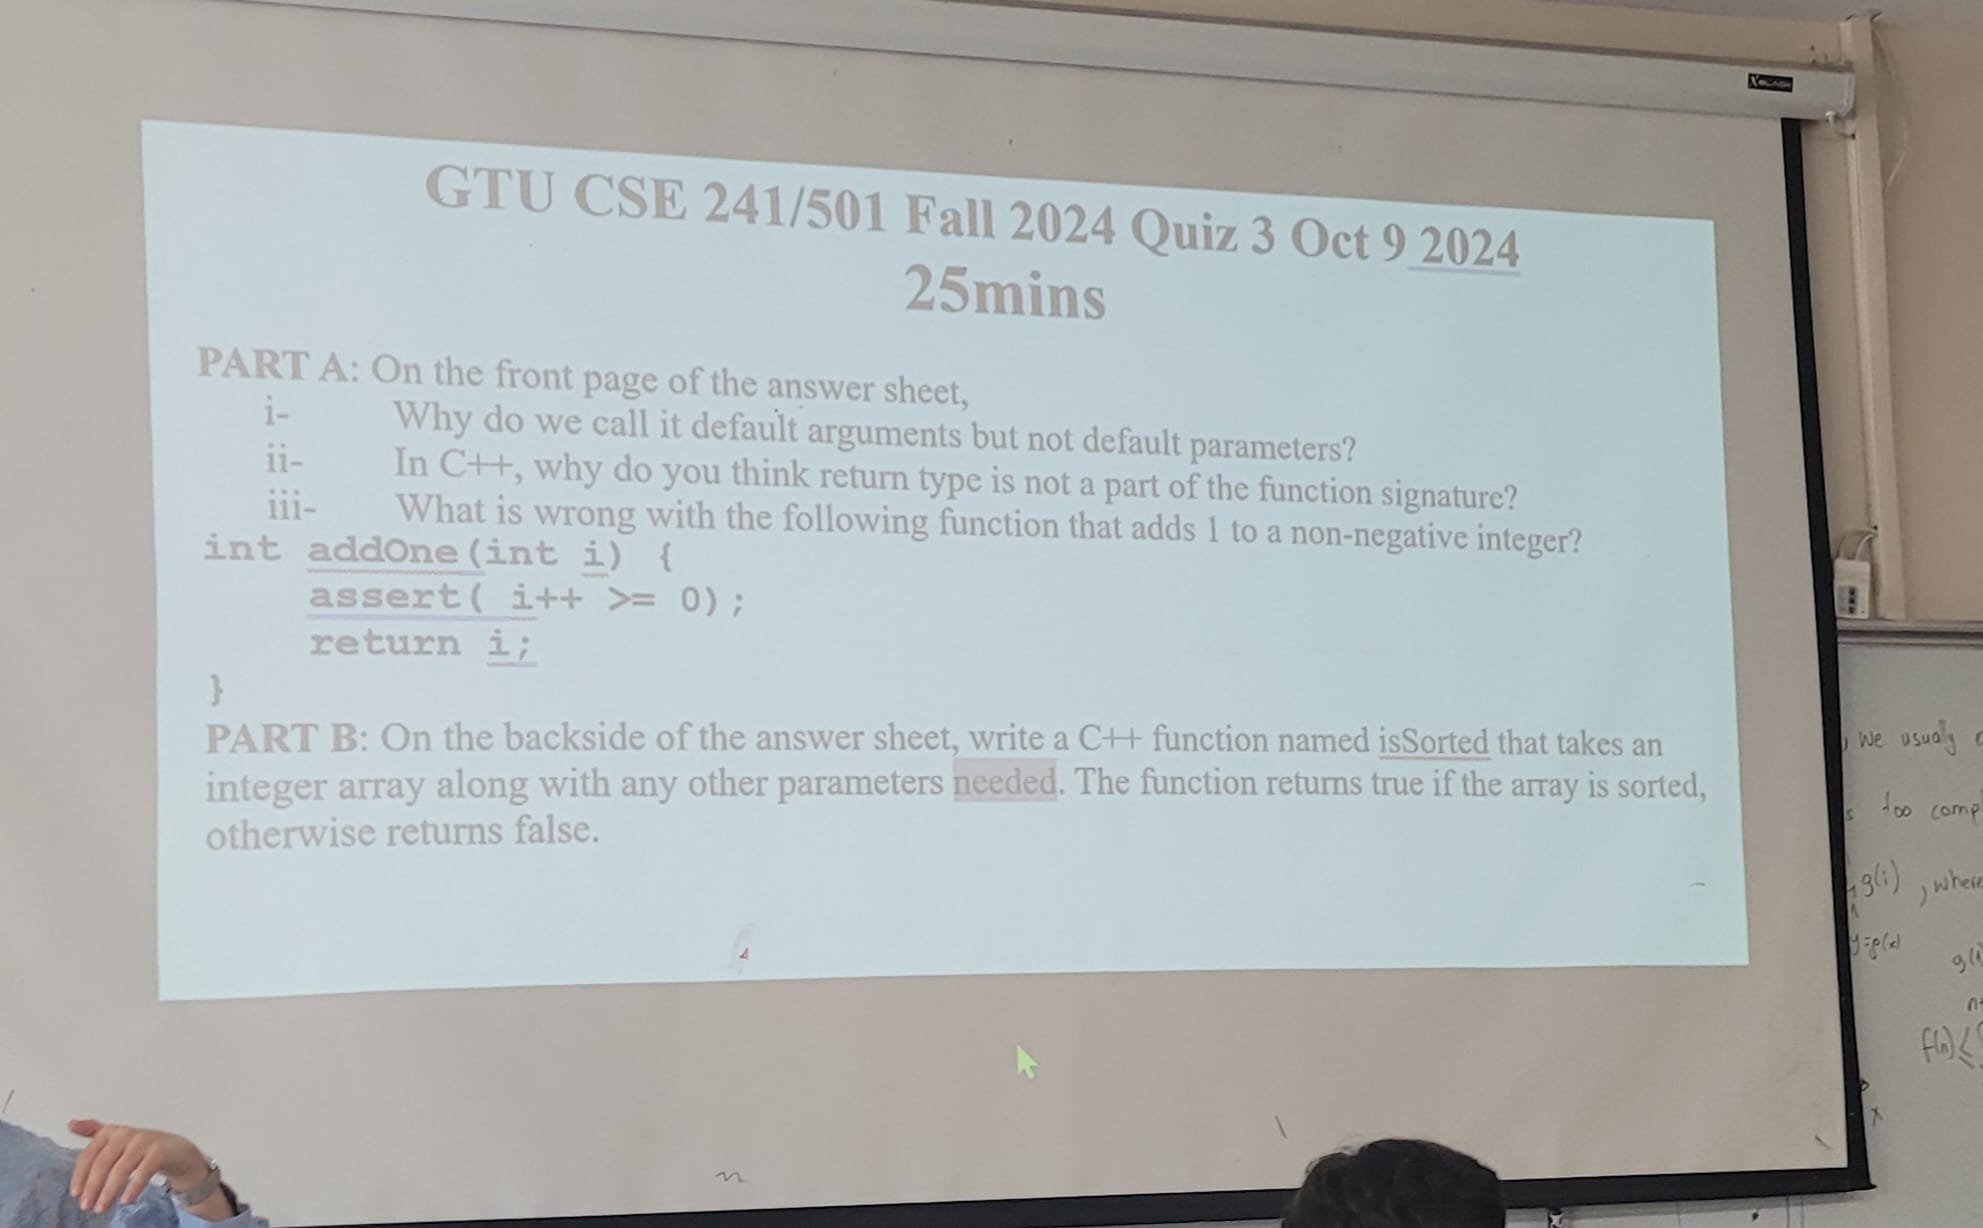 GTU CSE 241/501 Fall 2024 Quiz 3 Oct 9 2024
25mins
PART A: On the front page of the answer sheet,
i- Why do we call it default arguments but not default parameters?
ii- In C++, why do you think return type is not a part of the function signature?
iii- What is wrong with the following function that adds 1 to a non-negative integer?
int addOne(int i) {
assert( i++ >= 0);
return i;
}
PART B: On the backside of the answer sheet, write a C++ function named isSorted that takes an
integer array along with any other parameters needed. The function returns true if the array is sorted,
otherwise returns false.
, We usualy
too comp
g(i) , where
y=g(x)
f(n) ≤
x